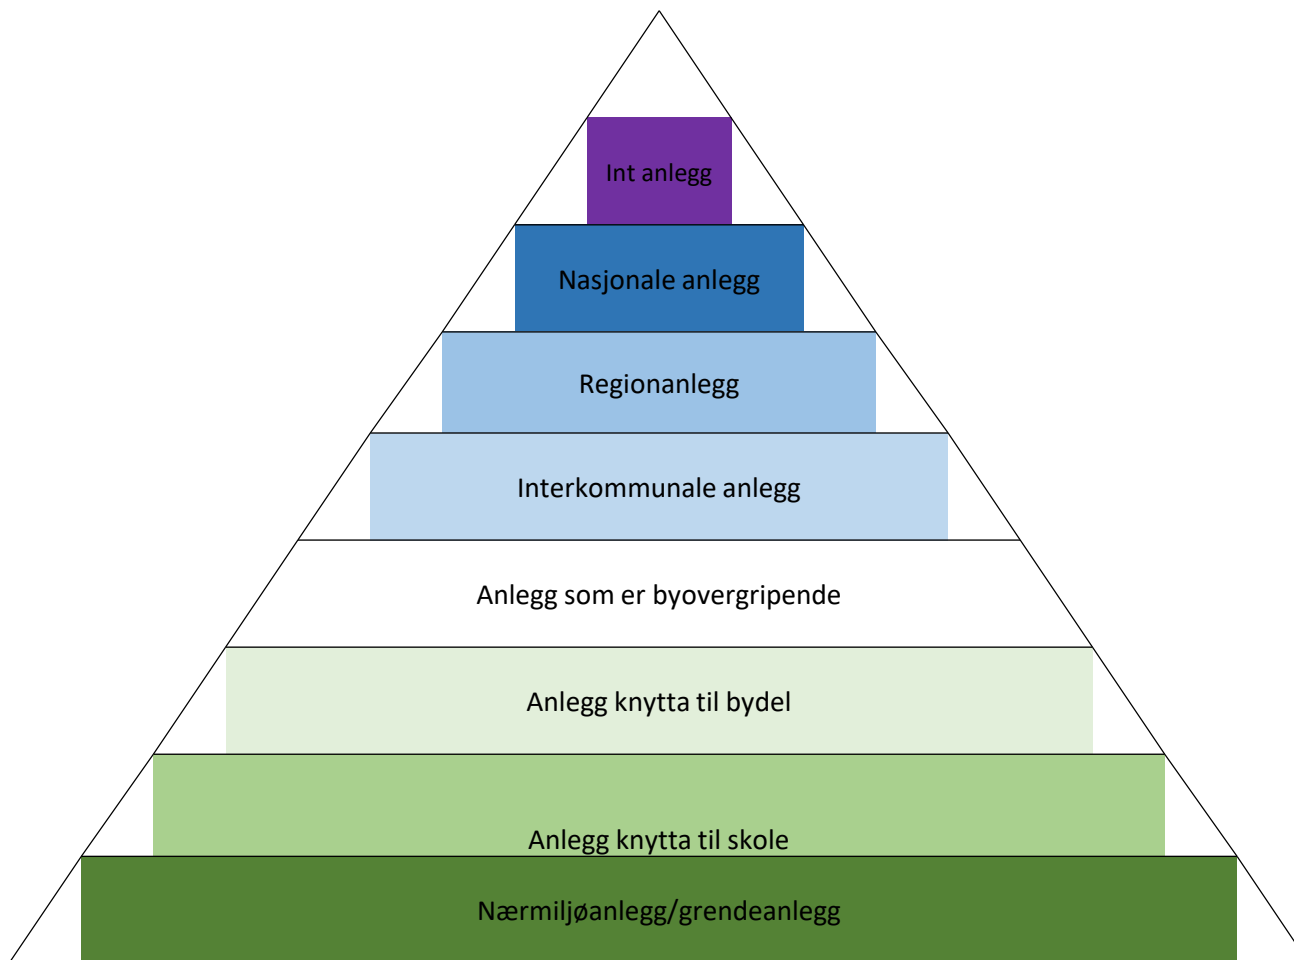 Int anlegg
Nasjonale anlegg
Regionanlegg
Interkommunale anlegg
Anlegg som er byovergripende
Anlegg knytta til bydel
Anlegg knytta til skole
Nærmiljøanlegg/grendeanlegg